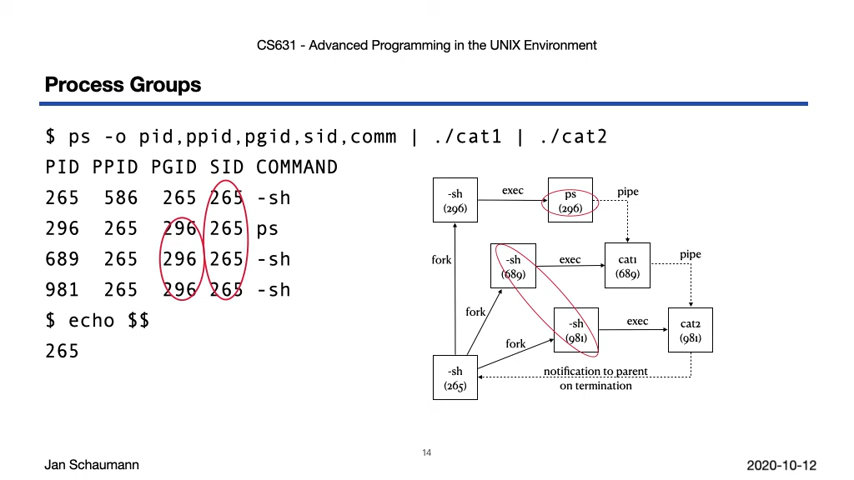 CS631 - Advanced Programming in the UNIX Environment
Process Groups
$ ps -o pid,ppid,pgid,sid,comm | ./cat1 | ./cat2
PID PPID PGID SID COMMAND
265 586 265 265 -sh
296 265 296 265 ps
689 265 296 265 -sh
981 265 296 265 -sh
$ echo $$
265
-sh
(296)
exec
ps
(296)
pipe
fork
-sh
(689)
exec
cat1
(689)
pipe
fork
-sh
(981)
exec
cat2
(981)
fork
-sh
(265)
notification to parent
on termination
14
Jan Schaumann
2020-10-12